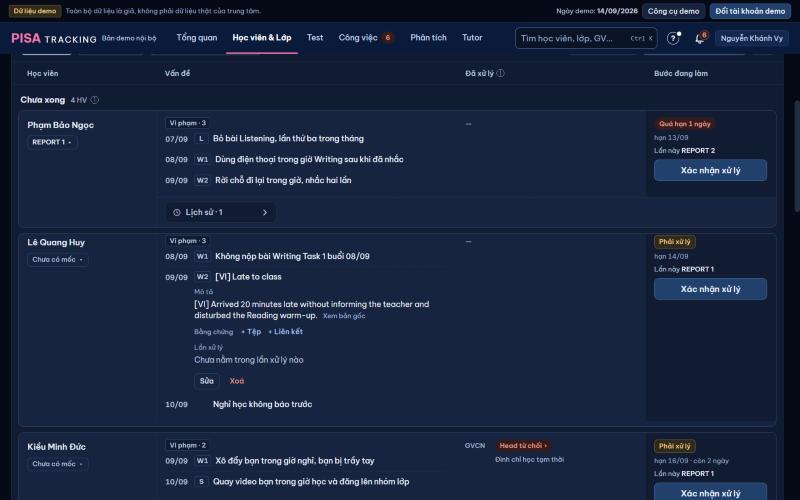 Dữ liệu demo Toàn bộ dữ liệu là giả, không phải dữ liệu thật của trung tâm. Ngày demo: 14/09/2026 Công cụ demo Đổi tài khoản demo
PISA TRACKING Bản demo nội bộ Tổng quan Học viên & Lớp Test Công việc 6 Phân tích Tutor Tìm học viên, lớp, GV... Ctrl K ? 6 Nguyễn Khánh Vy
Học viên Vấn đề Đã xử lý Bước đang làm
Chưa xong 4 HV
Phạm Bảo Ngọc
REPORT 1
Vi phạm · 3
07/09 L Bỏ bài Listening, lần thứ ba trong tháng
08/09 W1 Dùng điện thoại trong giờ Writing sau khi đã nhắc
09/09 W2 Rời chỗ đi lại trong giờ, nhắc hai lần
—
Quá hạn 1 ngày
hạn 13/09
Lần này REPORT 2
Xác nhận xử lý
Lịch sử · 1
Lê Quang Huy
Chưa có mốc
Vi phạm · 3
08/09 W1 Không nộp bài Writing Task 1 buổi 08/09
09/09 W2 [VI] Late to class
Mô tả
[VI] Arrived 20 minutes late without informing the teacher and
disturbed the Reading warm-up. Xem bản gốc
Bằng chứng + Tệp + Liên kết
Lần xử lý
Chưa nằm trong lần xử lý nào
Sửa Xoá
10/09 Nghỉ học không báo trước
—
Phải xử lý
hạn 14/09
Lần này REPORT 1
Xác nhận xử lý
Kiều Minh Đức
Chưa có mốc
Vi phạm · 2
09/09 W1 Xô đẩy bạn trong giờ nghỉ, bạn bị trầy tay
10/09 S Quay video bạn trong giờ học và đăng lên nhóm lớp
GVCN Head từ chối ›
Đình chỉ học tạm thời
Phải xử lý
hạn 16/09 · còn 2 ngày
Lần này REPORT 1
Xác nhận xử lý